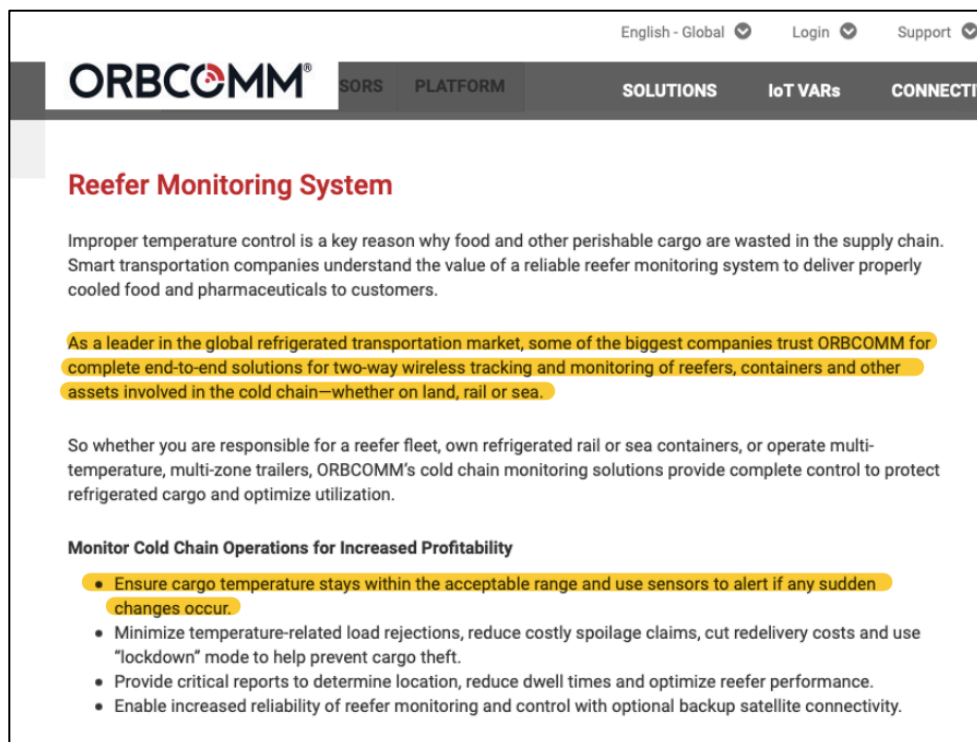 English - Global Login Support
ORBCOMM® SORS PLATFORM SOLUTIONS IoT VARs CONNECTI
Reefer Monitoring System
Improper temperature control is a key reason why food and other perishable cargo are wasted in the supply chain.
Smart transportation companies understand the value of a reliable reefer monitoring system to deliver properly
cooled food and pharmaceuticals to customers.
As a leader in the global refrigerated transportation market, some of the biggest companies trust ORBCOMM for
complete end-to-end solutions for two-way wireless tracking and monitoring of reefers, containers and other
assets involved in the cold chain—whether on land, rail or sea.
So whether you are responsible for a reefer fleet, own refrigerated rail or sea containers, or operate multi-
temperature, multi-zone trailers, ORBCOMM's cold chain monitoring solutions provide complete control to protect
refrigerated cargo and optimize utilization.
Monitor Cold Chain Operations for Increased Profitability
• Ensure cargo temperature stays within the acceptable range and use sensors to alert if any sudden
changes occur.
• Minimize temperature-related load rejections, reduce costly spoilage claims, cut redelivery costs and use
“lockdown” mode to help prevent cargo theft.
• Provide critical reports to determine location, reduce dwell times and optimize reefer performance.
• Enable increased reliability of reefer monitoring and control with optional backup satellite connectivity.